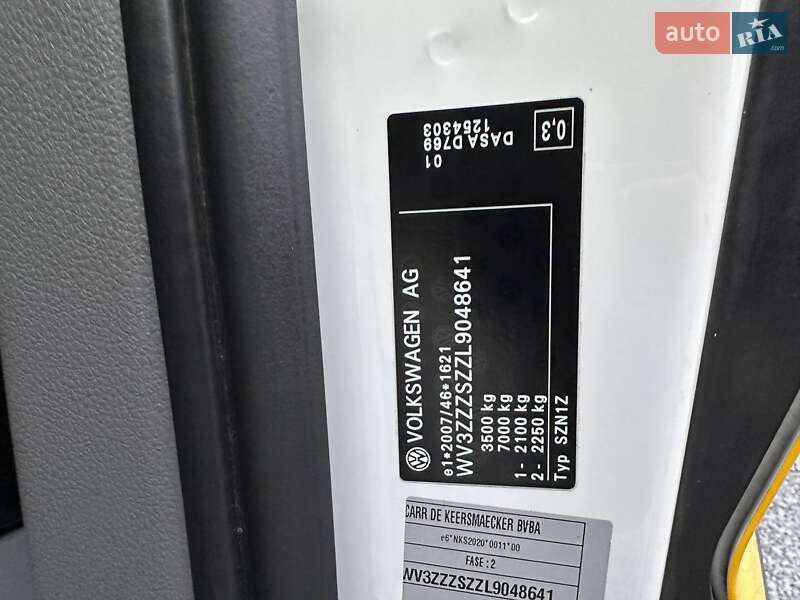 auto RIA
.com
VOLKSWAGEN AG
e1*2007/46*1621
WV3ZZZSZZL9048641
3500 kg
7000 kg
1- 2100 kg
2- 2250 kg
Typ SZN1Z
01
DASA D769
1254303
0,3
CARR DE KEERSMAECKER BVBA
e6*NKS2020*0011*00
FASE : 2
WV3ZZZSZZL9048641